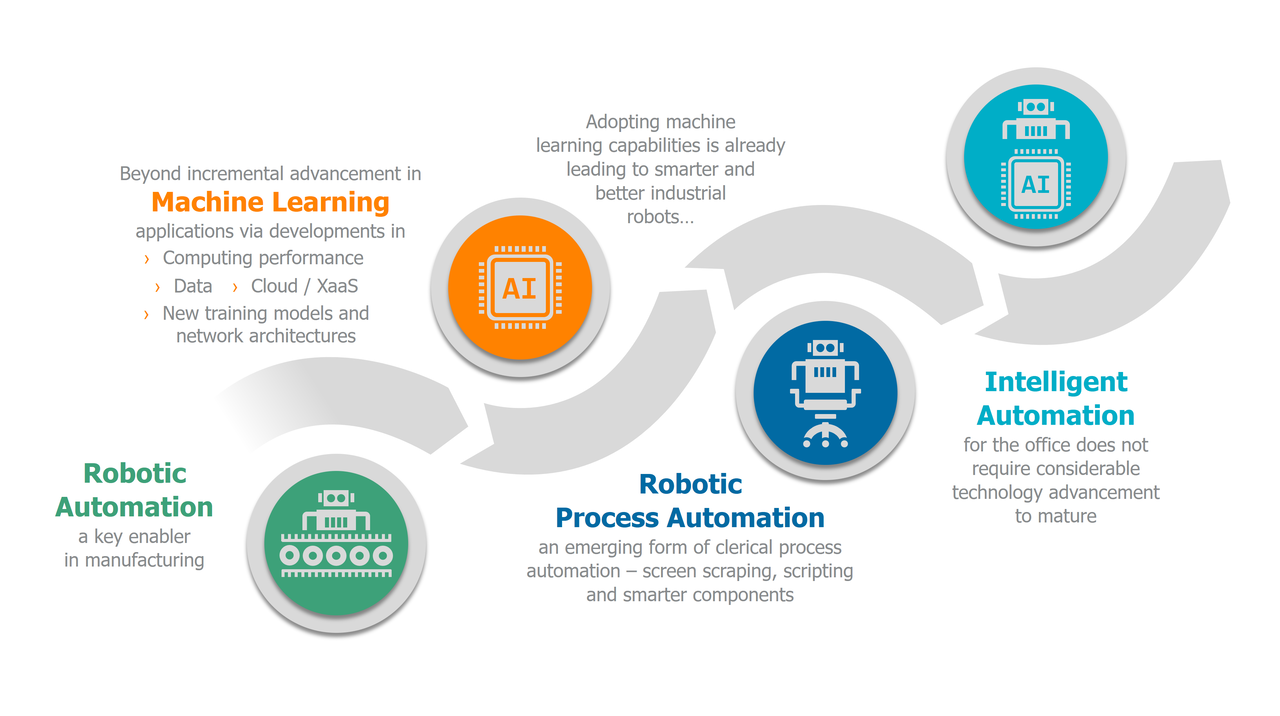 Beyond incremental advancement in
Machine Learning
applications via developments in
› Computing performance
› Data › Cloud / XaaS
› New training models and
network architectures
Adopting machine
learning capabilities is already
leading to smarter and
better industrial
robots…
AI
AI
Robotic
Automation
a key enabler
in manufacturing
Robotic
Process Automation
an emerging form of clerical process
automation – screen scraping, scripting
and smarter components
Intelligent
Automation
for the office does not
require considerable
technology advancement
to mature